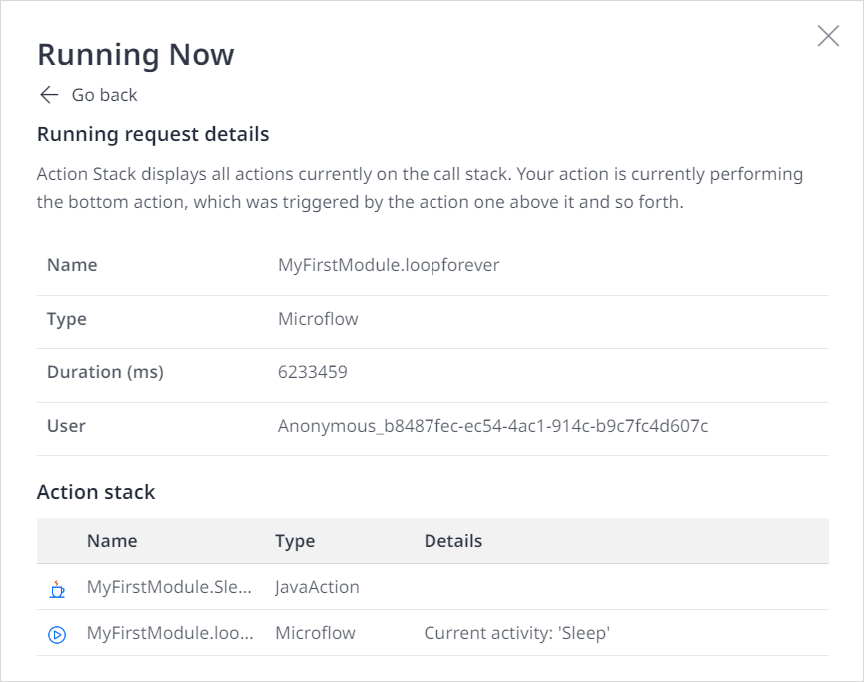 Running Now
Go back
Running request details
Action Stack displays all actions currently on the call stack. Your action is currently performing
the bottom action, which was triggered by the action one above it and so forth.
Name MyFirstModule.loopforever
Type Microflow
Duration (ms) 6233459
User Anonymous_b8487fec-ec54-4ac1-914c-b9c7fc4d607c
Action stack
Name Type Details
MyFirstModule.Sle... JavaAction
MyFirstModule.loo... Microflow Current activity: 'Sleep'